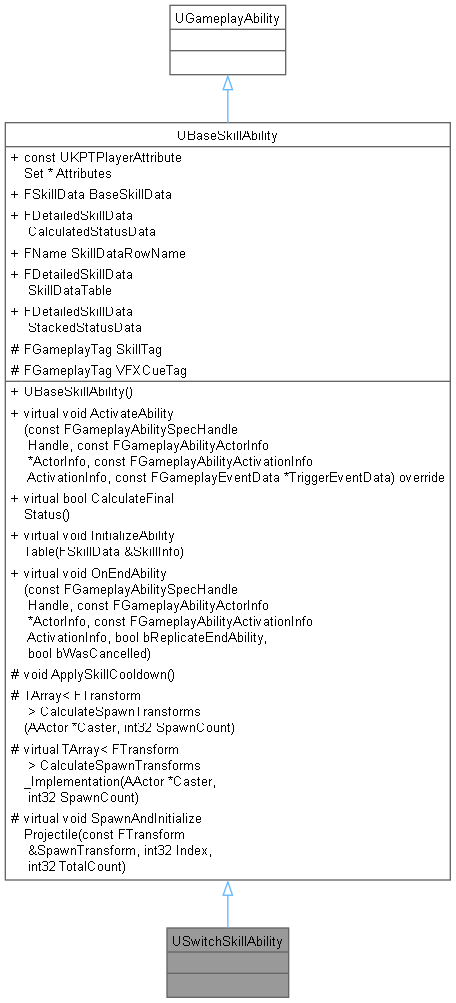 UGameplayAbility
UBaseSkillAbility
+ const UKPTPlayerAttribute
Set * Attributes
+ FSkillData BaseSkillData
+ FDetailedSkillData
CalculatedStatusData
+ FName SkillDataRowName
+ FDetailedSkillData
SkillDataTable
+ FDetailedSkillData
StackedStatusData
# FGameplayTag SkillTag
# FGameplayTag VFXCueTag
+ UBaseSkillAbility()
+ virtual void ActivateAbility
(const FGameplayAbilitySpecHandle
Handle, const FGameplayAbilityActorInfo
*ActorInfo, const FGameplayAbilityActivationInfo
ActivationInfo, const FGameplayEventData *TriggerEventData) override
+ virtual bool CalculateFinal
Status()
+ virtual void InitializeAbility
Table(FSkillData &SkillInfo)
+ virtual void OnEndAbility
(const FGameplayAbilitySpecHandle
Handle, const FGameplayAbilityActorInfo
*ActorInfo, const FGameplayAbilityActivationInfo
ActivationInfo, bool bReplicateEndAbility,
bool bWasCancelled)
# void ApplySkillCooldown()
# TArray< FTransform
> CalculateSpawnTransforms
(AActor *Caster, int32 SpawnCount)
# virtual TArray< FTransform
> CalculateSpawnTransforms
_Implementation(AActor *Caster,
int32 SpawnCount)
# virtual void SpawnAndInitialize
Projectile(const FTransform
&SpawnTransform, int32 Index,
int32 TotalCount)
USwitchSkillAbility